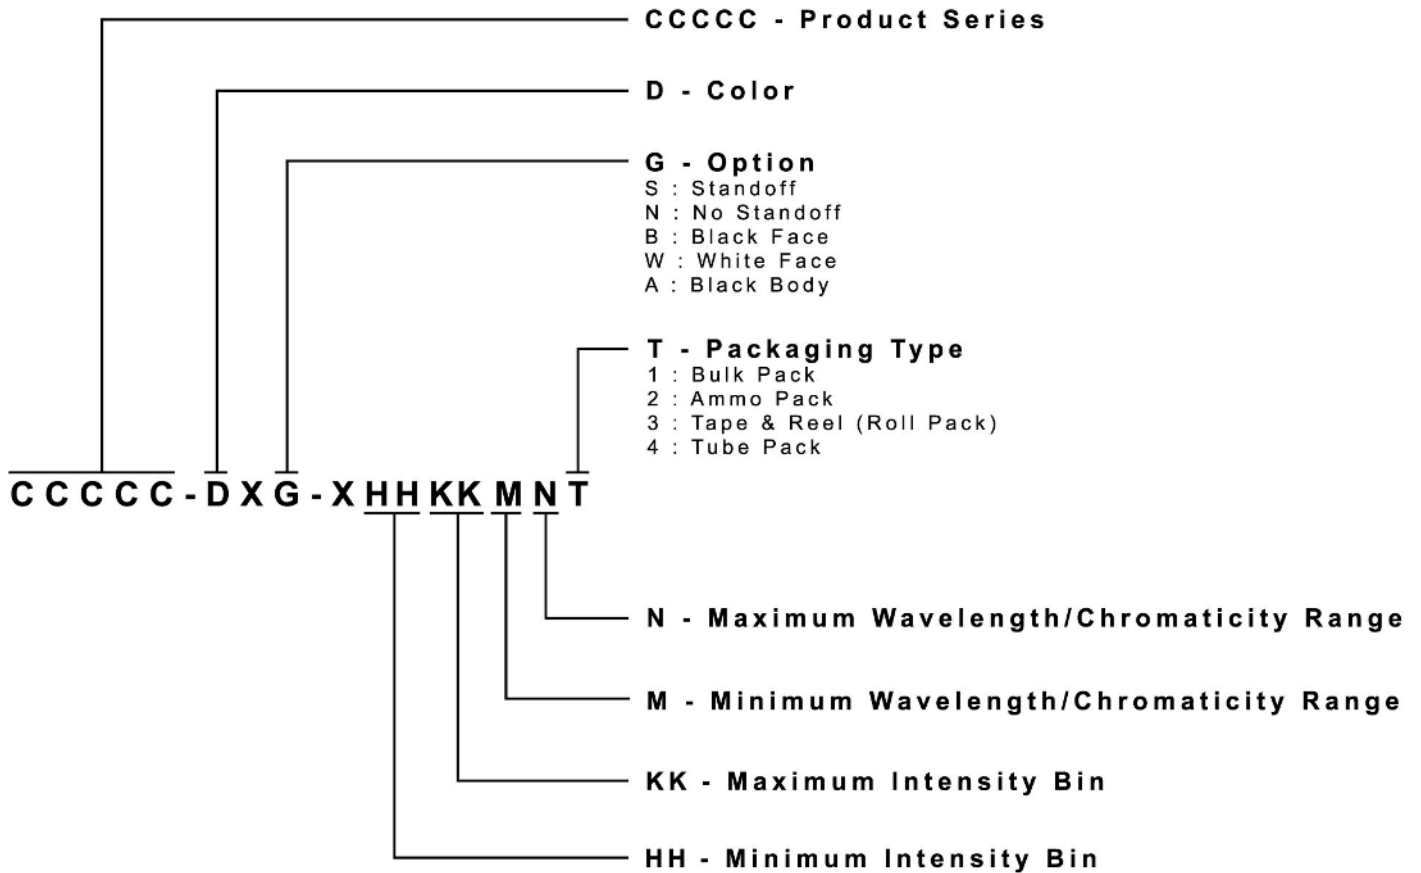 CCCCC - Product Series
D - Color
G - Option
S : Standoff
N : No Standoff
B : Black Face
W : White Face
A : Black Body
T - Packaging Type
1 : Bulk Pack
2 : Ammo Pack
3 : Tape & Reel (Roll Pack)
4 : Tube Pack
CCCCC-DXG-XHHKKMNT
N - Maximum Wavelength/Chromaticity Range
M - Minimum Wavelength/Chromaticity Range
KK - Maximum Intensity Bin
HH - Minimum Intensity Bin